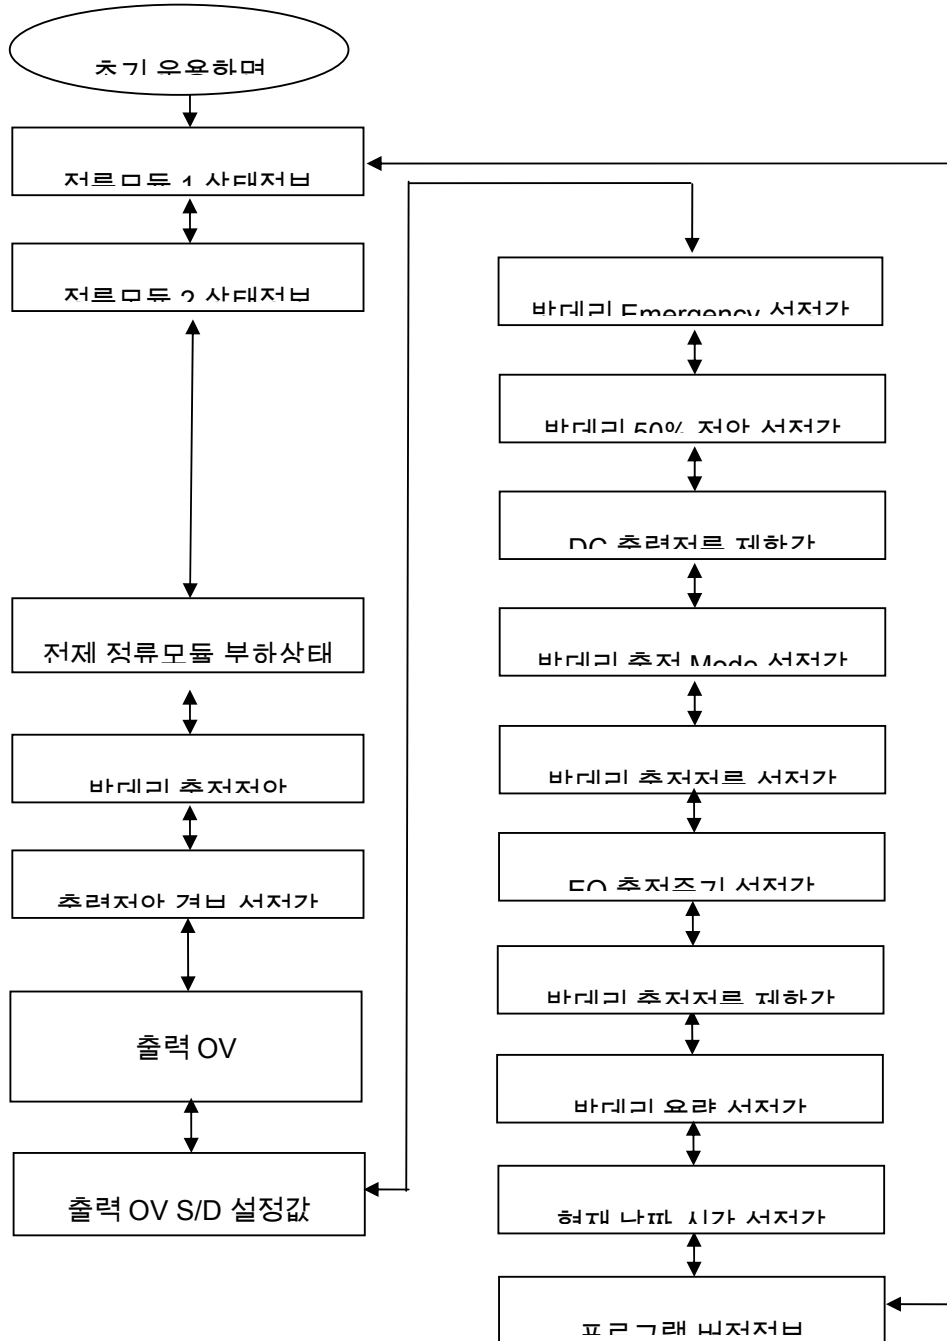 초기 운용화면
정류모듈 1 상태정보
정류모듈 2 상태정보
전체 정류모듈 부하상태
밧데리 충전전압
출력전압 경보 설정값
출력 OV
출력 OV S/D 설정값
밧데리 Emergency 설정값
밧데리 50% 전압 설정값
DC 출력전류 제한값
밧데리 충전 Mode 설정값
밧데리 충전전류 설정값
EQ 충전주기 설정값
밧데리 충전전류 제한값
밧데리 용량 설정값
현재 날짜, 시간 설정값
프로그램 버전정보